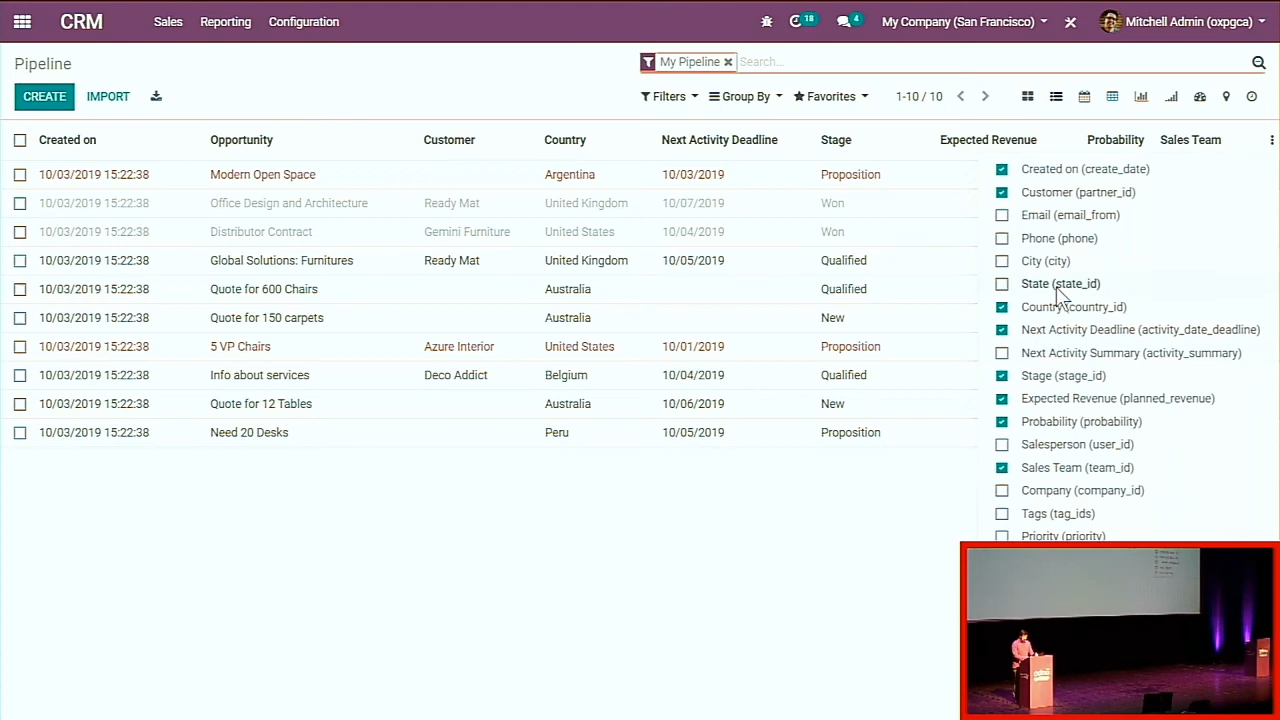 CRM Sales Reporting Configuration 18 4 My Company (San Francisco) Mitchell Admin (oxpgca)
Pipeline My Pipeline Search...
CREATE IMPORT Filters Group By Favorites 1-10 / 10
Created on Opportunity Customer Country Next Activity Deadline Stage Expected Revenue Probability Sales Team
10/03/2019 15:22:38 Modern Open Space Argentina 10/03/2019 Proposition
10/03/2019 15:22:38 Office Design and Architecture Ready Mat United Kingdom 10/07/2019 Won
10/03/2019 15:22:38 Distributor Contract Gemini Furniture United States 10/04/2019 Won
10/03/2019 15:22:38 Global Solutions: Furnitures Ready Mat United Kingdom 10/05/2019 Qualified
10/03/2019 15:22:38 Quote for 600 Chairs Australia Qualified
10/03/2019 15:22:38 Quote for 150 carpets Australia New
10/03/2019 15:22:38 5 VP Chairs Azure Interior United States 10/01/2019 Proposition
10/03/2019 15:22:38 Info about services Deco Addict Belgium 10/04/2019 Qualified
10/03/2019 15:22:38 Quote for 12 Tables Australia 10/06/2019 New
10/03/2019 15:22:38 Need 20 Desks Peru 10/05/2019 Proposition
Created on (create_date)
Customer (partner_id)
Email (email_from)
Phone (phone)
City (city)
State (state_id)
Country (country_id)
Next Activity Deadline (activity_date_deadline)
Next Activity Summary (activity_summary)
Stage (stage_id)
Expected Revenue (planned_revenue)
Probability (probability)
Salesperson (user_id)
Sales Team (team_id)
Company (company_id)
Tags (tag_ids)
Priority (priority)